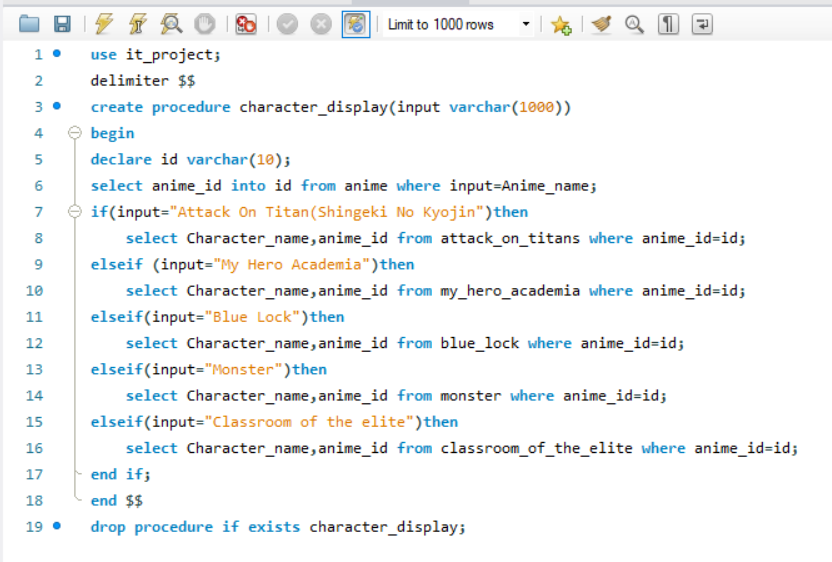 Limit to 1000 rows
1 use it_project;
2 delimiter $$
3 create procedure character_display(input varchar(1000))
4 begin
5 declare id varchar(10);
6 select anime_id into id from anime where input=Anime_name;
7 if(input="Attack On Titan(Shingeki No Kyojin")then
8 select Character_name,anime_id from attack_on_titans where anime_id=id;
9 elseif (input="My Hero Academia")then
10 select Character_name,anime_id from my_hero_academia where anime_id=id;
11 elseif(input="Blue Lock")then
12 select Character_name,anime_id from blue_lock where anime_id=id;
13 elseif(input="Monster")then
14 select Character_name,anime_id from monster where anime_id=id;
15 elseif(input="Classroom of the elite")then
16 select Character_name,anime_id from classroom_of_the_elite where anime_id=id;
17 end if;
18 end $$
19 drop procedure if exists character_display;